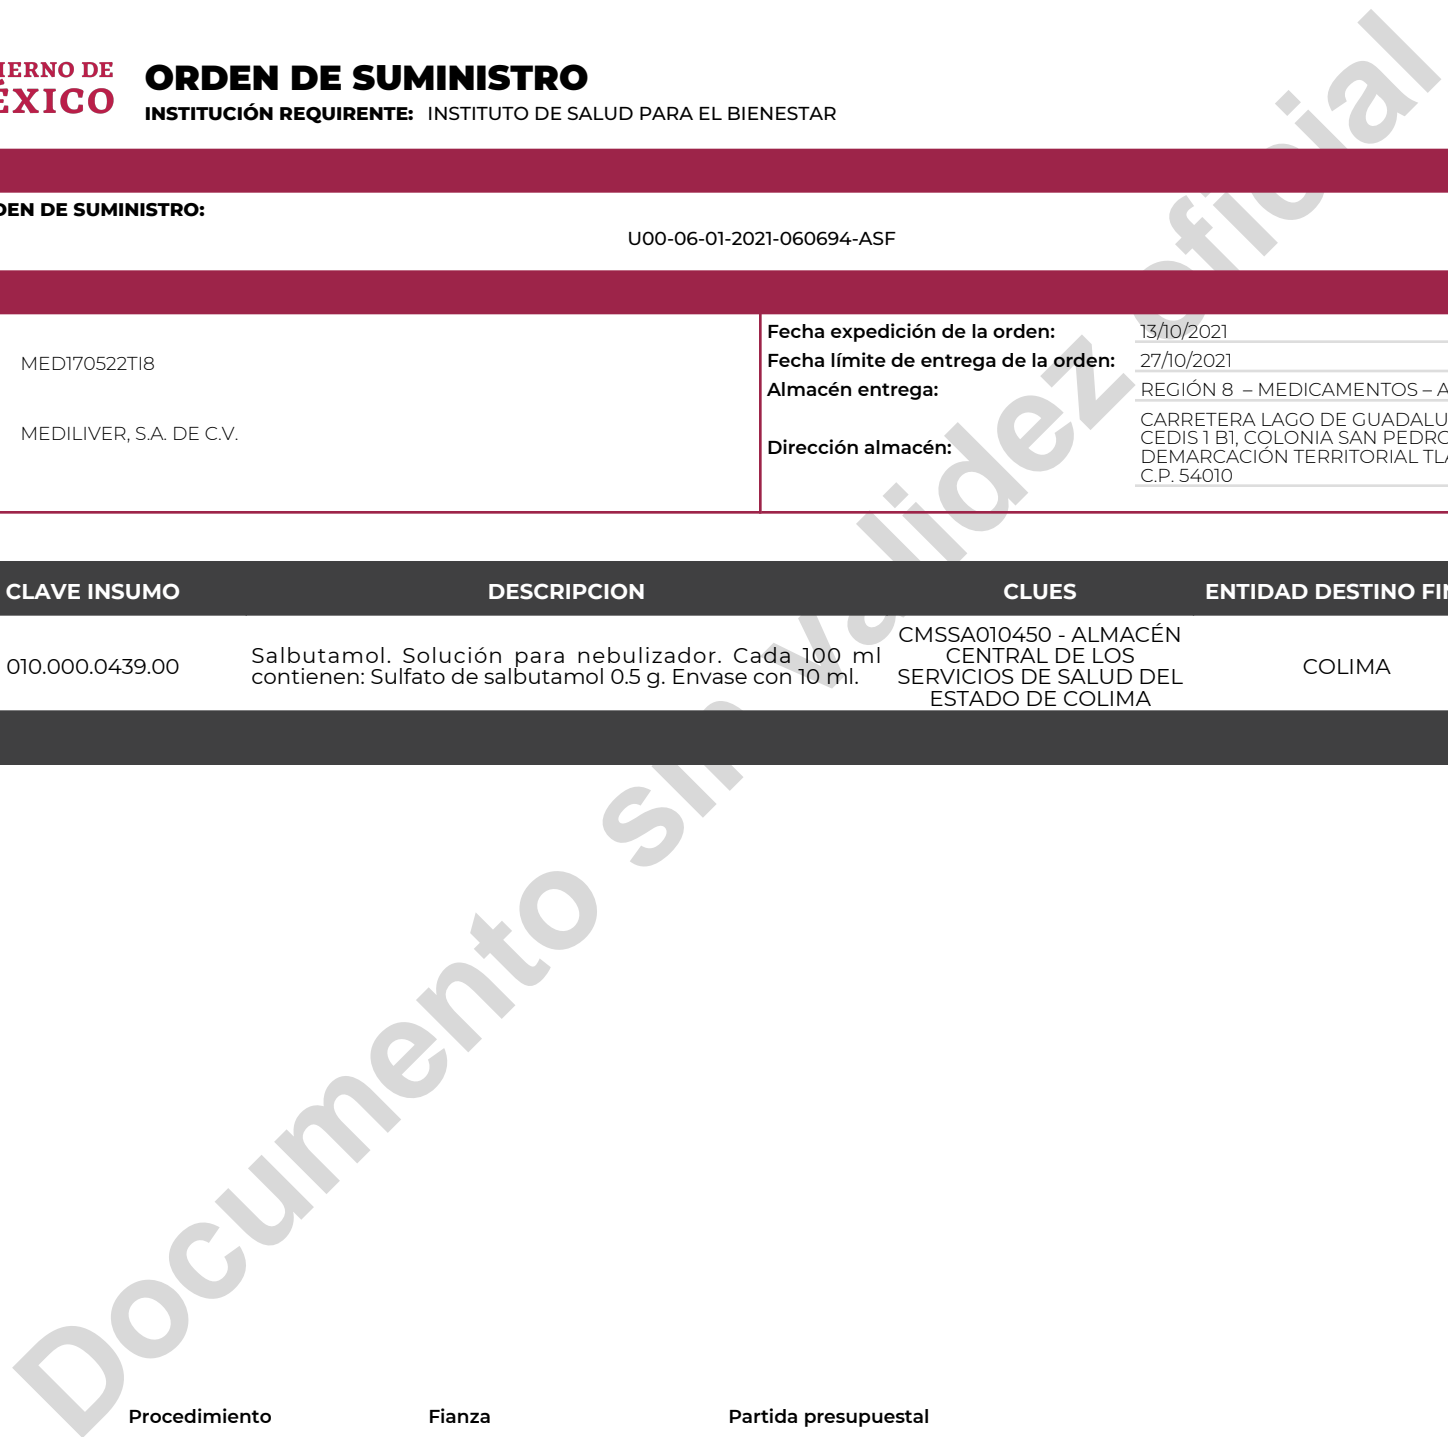 IERNO DE
ÉXICO
ORDEN DE SUMINISTRO
INSTITUCIÓN REQUIRENTE: INSTITUTO DE SALUD PARA EL BIENESTAR
DEN DE SUMINISTRO:
U00-06-01-2021-060694-ASF
MED170522TI8
MEDILIVER, S.A. DE C.V.
Fecha expedición de la orden: 13/10/2021
Fecha límite de entrega de la orden: 27/10/2021
Almacén entrega: REGIÓN 8 – MEDICAMENTOS – A
Dirección almacén: CARRETERA LAGO DE GUADALU
CEDIS 1 B1, COLONIA SAN PEDRO
DEMARCACIÓN TERRITORIAL TLA
C.P. 54010
CLAVE INSUMO DESCRIPCION CLUES ENTIDAD DESTINO FIN
010.000.0439.00
Salbutamol. Solución para nebulizador. Cada 100 ml
contienen: Sulfato de salbutamol 0.5 g. Envase con 10 ml.
CMSSA010450 - ALMACÉN
CENTRAL DE LOS
SERVICIOS DE SALUD DEL
ESTADO DE COLIMA
COLIMA
Documento sin validez oficial
Procedimiento Fianza Partida presupuestal